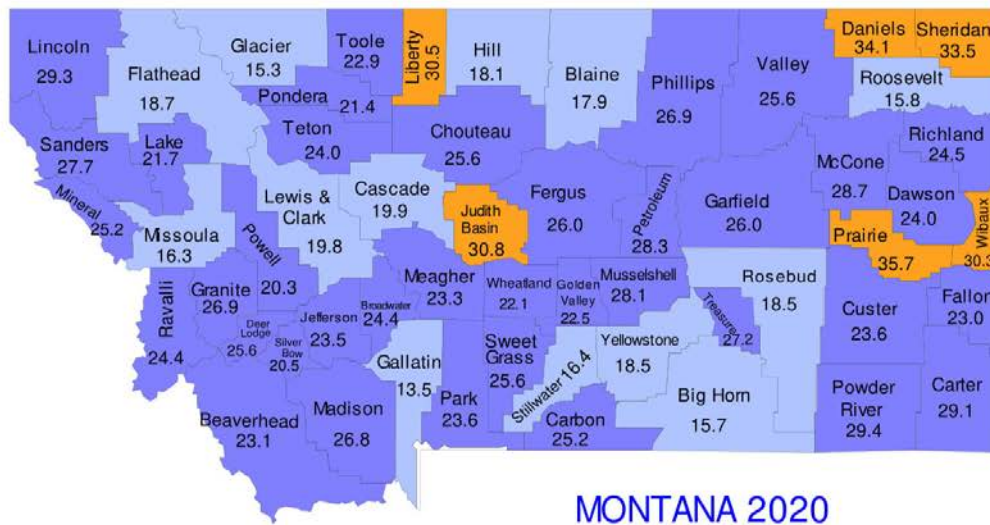 Lincoln
29.3
Flathead
18.7
Glacier
15.3
Toole
22.9
Liberty
30.5
Hill
18.1
Blaine
17.9
Phillips
26.9
Valley
25.6
Daniels
34.1
Sheridan
33.5
Roosevelt
15.8
Pondera
21.4
Teton
24.0
Chouteau
25.6
Richland
24.5
Sanders
27.7
Lake
21.7
Mineral
25.2
Missoula
16.3
Powell
20.3
Lewis &
Clark
19.8
Cascade
19.9
Judith
Basin
30.8
Fergus
26.0
Petroleum
28.3
Garfield
26.0
McCone
28.7
Dawson
24.0
Prairie
35.7
Wibaux
30.3
Ravalli
24.4
Granite
26.9
Deer
Lodge
25.6
Silver
Bow
20.5
Jefferson
23.5
Broadwater
24.4
Meagher
23.3
Wheatland
22.1
Golden
Valley
22.5
Musselshell
28.1
Treasure
27.2
Rosebud
18.5
Custer
23.6
Fallon
23.0
Beaverhead
23.1
Madison
26.8
Gallatin
13.5
Park
23.6
Sweet
Grass
25.6
Stillwater 16.4
Yellowstone
18.5
Carbon
25.2
Big Horn
15.7
Powder
River
29.4
Carter
29.1
MONTANA 2020